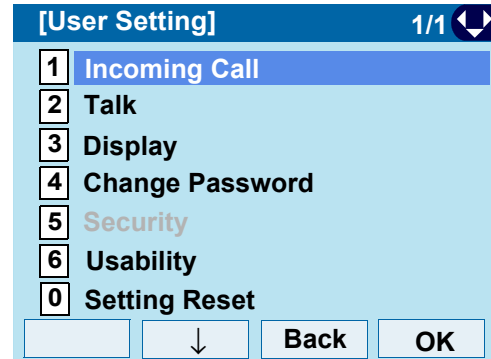 [User Setting] 1/1
1 Incoming Call
2 Talk
3 Display
4 Change Password
5 Security
6 Usability
0 Setting Reset
↓ Back OK